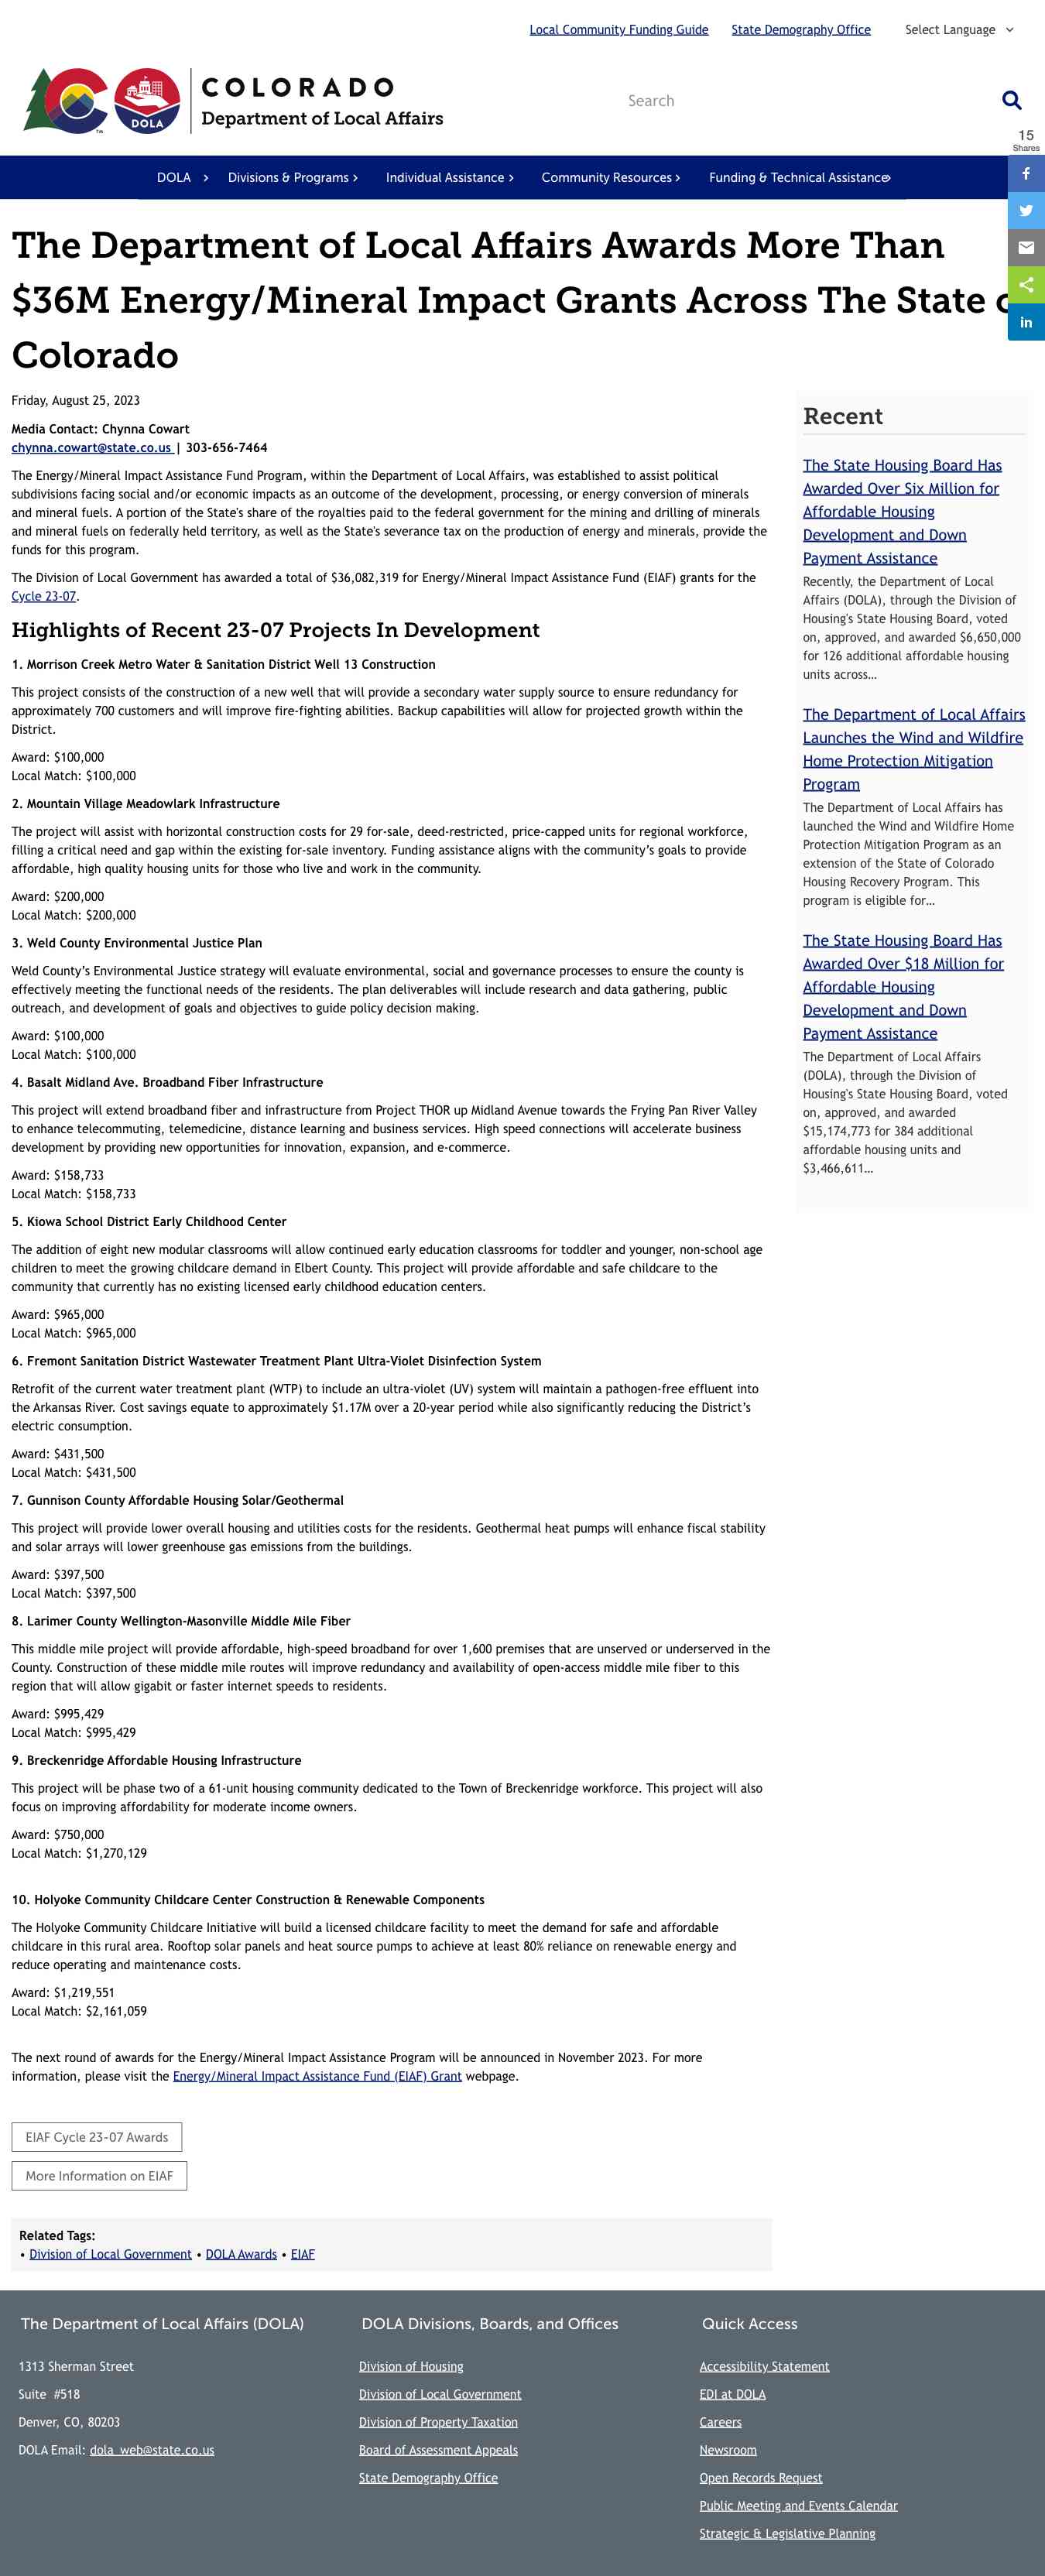 Local Community Funding Guide
State Demography Office
Select Language
COLORADO
Department of Local Affairs
DOLA
TM
Search
15
Shares
DOLA
Divisions & Programs
Individual Assistance
Community Resources
Funding & Technical Assistance
The Department of Local Affairs Awards More Than
$36M Energy/Mineral Impact Grants Across The State
Colorado
Friday, August 25, 2023
Media Contact: Chynna Cowart
chynna.cowart@state.co.us | 303-656-7464
The Energy/Mineral Impact Assistance Fund Program, within the Department of Local Affairs, was established to assist political
subdivisions facing social and/or economic impacts as an outcome of the development, processing, or energy conversion of minerals
and mineral fuels. A portion of the State's share of the royalties paid to the federal government for the mining and drilling of minerals
and mineral fuels on federally held territory, as well as the State's severance tax on the production of energy and minerals, provide the
funds for this program.
The Division of Local Government has awarded a total of $36,082,319 for Energy/Mineral Impact Assistance Fund (EIAF) grants for the
Cycle 23-07.
Highlights of Recent 23-07 Projects In Development
1. Morrison Creek Metro Water & Sanitation District Well 13 Construction
This project consists of the construction of a new well that will provide a secondary water supply source to ensure redundancy for
approximately 700 customers and will improve fire-fighting abilities. Backup capabilities will allow for projected growth within the
District.
Award: $100,000
Local Match: $100,000
2. Mountain Village Meadowlark Infrastructure
The project will assist with horizontal construction costs for 29 for-sale, deed-restricted, price-capped units for regional workforce,
filling a critical need and gap within the existing for-sale inventory. Funding assistance aligns with the community’s goals to provide
affordable, high quality housing units for those who live and work in the community.
Award: $200,000
Local Match: $200,000
3. Weld County Environmental Justice Plan
Weld County’s Environmental Justice strategy will evaluate environmental, social and governance processes to ensure the county is
effectively meeting the functional needs of the residents. The plan deliverables will include research and data gathering, public
outreach, and development of goals and objectives to guide policy decision making.
Award: $100,000
Local Match: $100,000
4. Basalt Midland Ave. Broadband Fiber Infrastructure
This project will extend broadband fiber and infrastructure from Project THOR up Midland Avenue towards the Frying Pan River Valley
to enhance telecommuting, telemedicine, distance learning and business services. High speed connections will accelerate business
development by providing new opportunities for innovation, expansion, and e-commerce.
Award: $158,733
Local Match: $158,733
5. Kiowa School District Early Childhood Center
The addition of eight new modular classrooms will allow continued early education classrooms for toddler and younger, non-school age
children to meet the growing childcare demand in Elbert County. This project will provide affordable and safe childcare to the
community that currently has no existing licensed early childhood education centers.
Award: $965,000
Local Match: $965,000
6. Fremont Sanitation District Wastewater Treatment Plant Ultra-Violet Disinfection System
Retrofit of the current water treatment plant (WTP) to include an ultra-violet (UV) system will maintain a pathogen-free effluent into
the Arkansas River. Cost savings equate to approximately $1.17M over a 20-year period while also significantly reducing the District’s
electric consumption.
Award: $431,500
Local Match: $431,500
7. Gunnison County Affordable Housing Solar/Geothermal
This project will provide lower overall housing and utilities costs for the residents. Geothermal heat pumps will enhance fiscal stability
and solar arrays will lower greenhouse gas emissions from the buildings.
Award: $397,500
Local Match: $397,500
8. Larimer County Wellington-Masonville Middle Mile Fiber
This middle mile project will provide affordable, high-speed broadband for over 1,600 premises that are unserved or underserved in the
County. Construction of these middle mile routes will improve redundancy and availability of open-access middle mile fiber to this
region that will allow gigabit or faster internet speeds to residents.
Award: $995,429
Local Match: $995,429
9. Breckenridge Affordable Housing Infrastructure
This project will be phase two of a 61-unit housing community dedicated to the Town of Breckenridge workforce. This project will also
focus on improving affordability for moderate income owners.
Award: $750,000
Local Match: $1,270,129
10. Holyoke Community Childcare Center Construction & Renewable Components
The Holyoke Community Childcare Initiative will build a licensed childcare facility to meet the demand for safe and affordable
childcare in this rural area. Rooftop solar panels and heat source pumps to achieve at least 80% reliance on renewable energy and
reduce operating and maintenance costs.
Award: $1,219,551
Local Match: $2,161,059
The next round of awards for the Energy/Mineral Impact Assistance Program will be announced in November 2023. For more
information, please visit the Energy/Mineral Impact Assistance Fund (EIAF) Grant webpage.
EIAF Cycle 23-07 Awards
More Information on EIAF
Related Tags:
• Division of Local Government • DOLA Awards • EIAF
Recent
The State Housing Board Has
Awarded Over Six Million for
Affordable Housing
Development and Down
Payment Assistance
Recently, the Department of Local
Affairs (DOLA), through the Division of
Housing's State Housing Board, voted
on, approved, and awarded $6,650,000
for 126 additional affordable housing
units across...
The Department of Local Affairs
Launches the Wind and Wildfire
Home Protection Mitigation
Program
The Department of Local Affairs has
launched the Wind and Wildfire Home
Protection Mitigation Program as an
extension of the State of Colorado
Housing Recovery Program. This
program is eligible for...
The State Housing Board Has
Awarded Over $18 Million for
Affordable Housing
Development and Down
Payment Assistance
The Department of Local Affairs
(DOLA), through the Division of
Housing's State Housing Board, voted
on, approved, and awarded
$15,174,773 for 384 additional
affordable housing units and
$3,466,611...
The Department of Local Affairs (DOLA)
1313 Sherman Street
Suite #518
Denver, CO, 80203
DOLA Email: dola_web@state.co.us
DOLA Divisions, Boards, and Offices
Division of Housing
Division of Local Government
Division of Property Taxation
Board of Assessment Appeals
State Demography Office
Quick Access
Accessibility Statement
EDI at DOLA
Careers
Newsroom
Open Records Request
Public Meeting and Events Calendar
Strategic & Legislative Planning